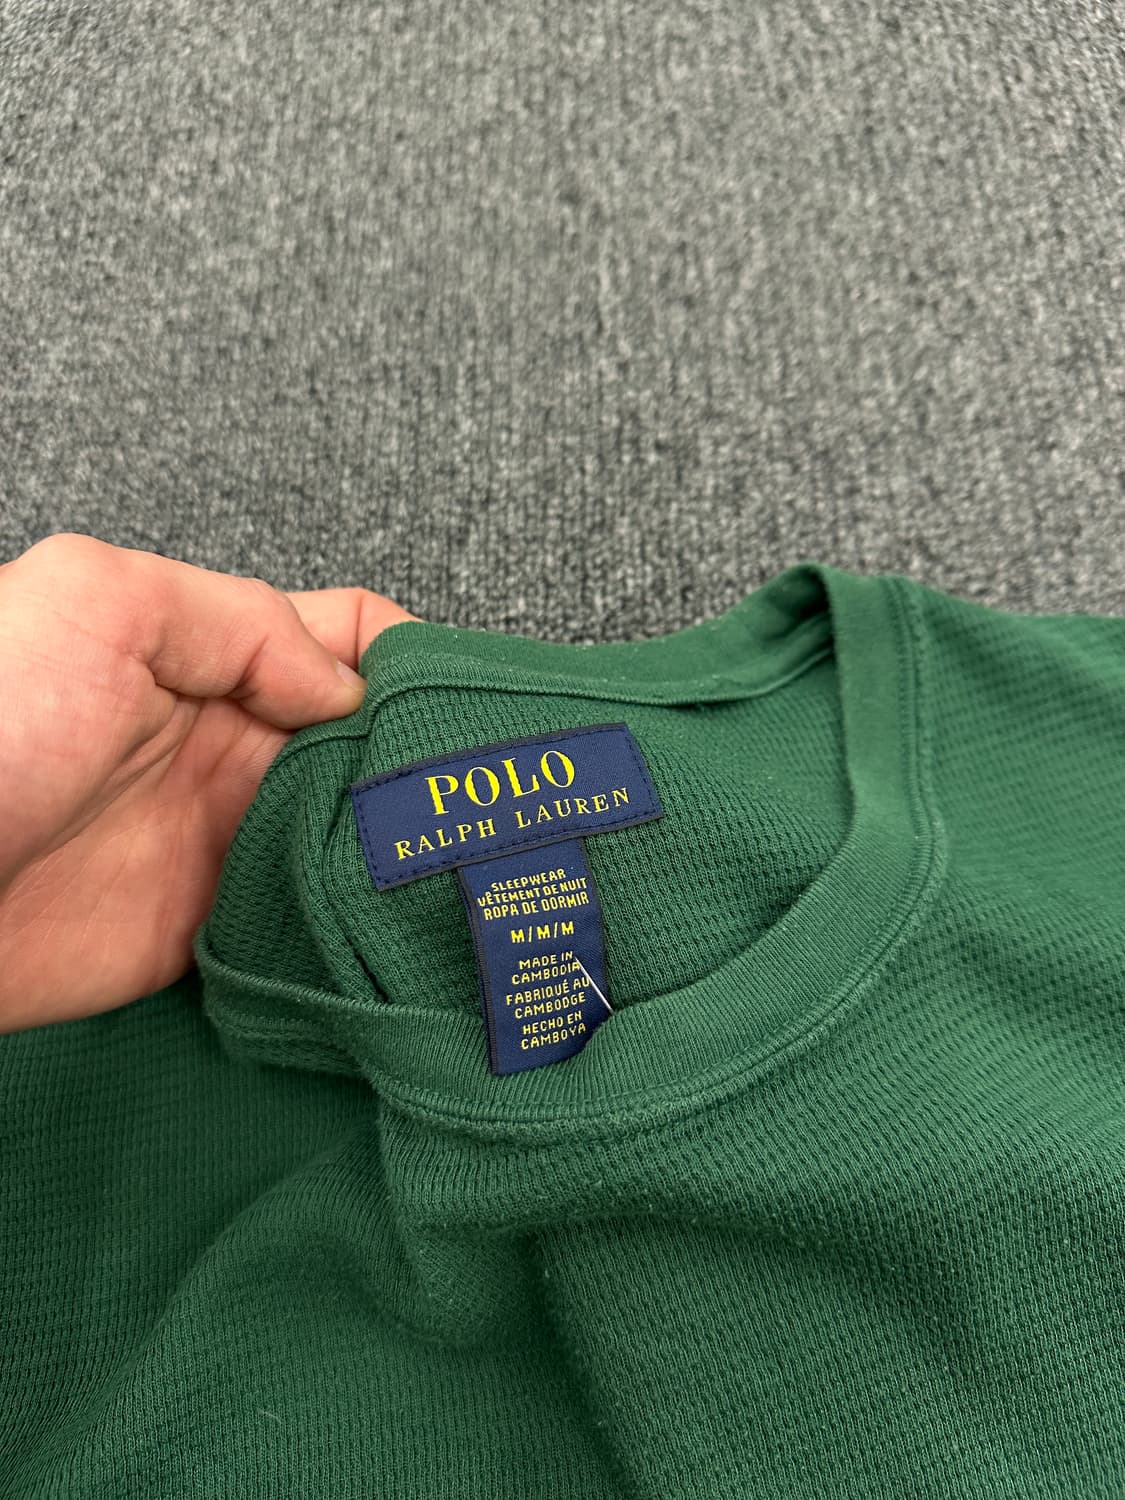 POLO
RALPH LAUREN
SLEEPWEAR
VÊTEMENT DE NUIT
ROPA DE DORMIR
M/M/M
MADE IN
CAMBODIA
FABRIQUÉ AU
CAMBODGE
HECHO EN
CAMBOYA